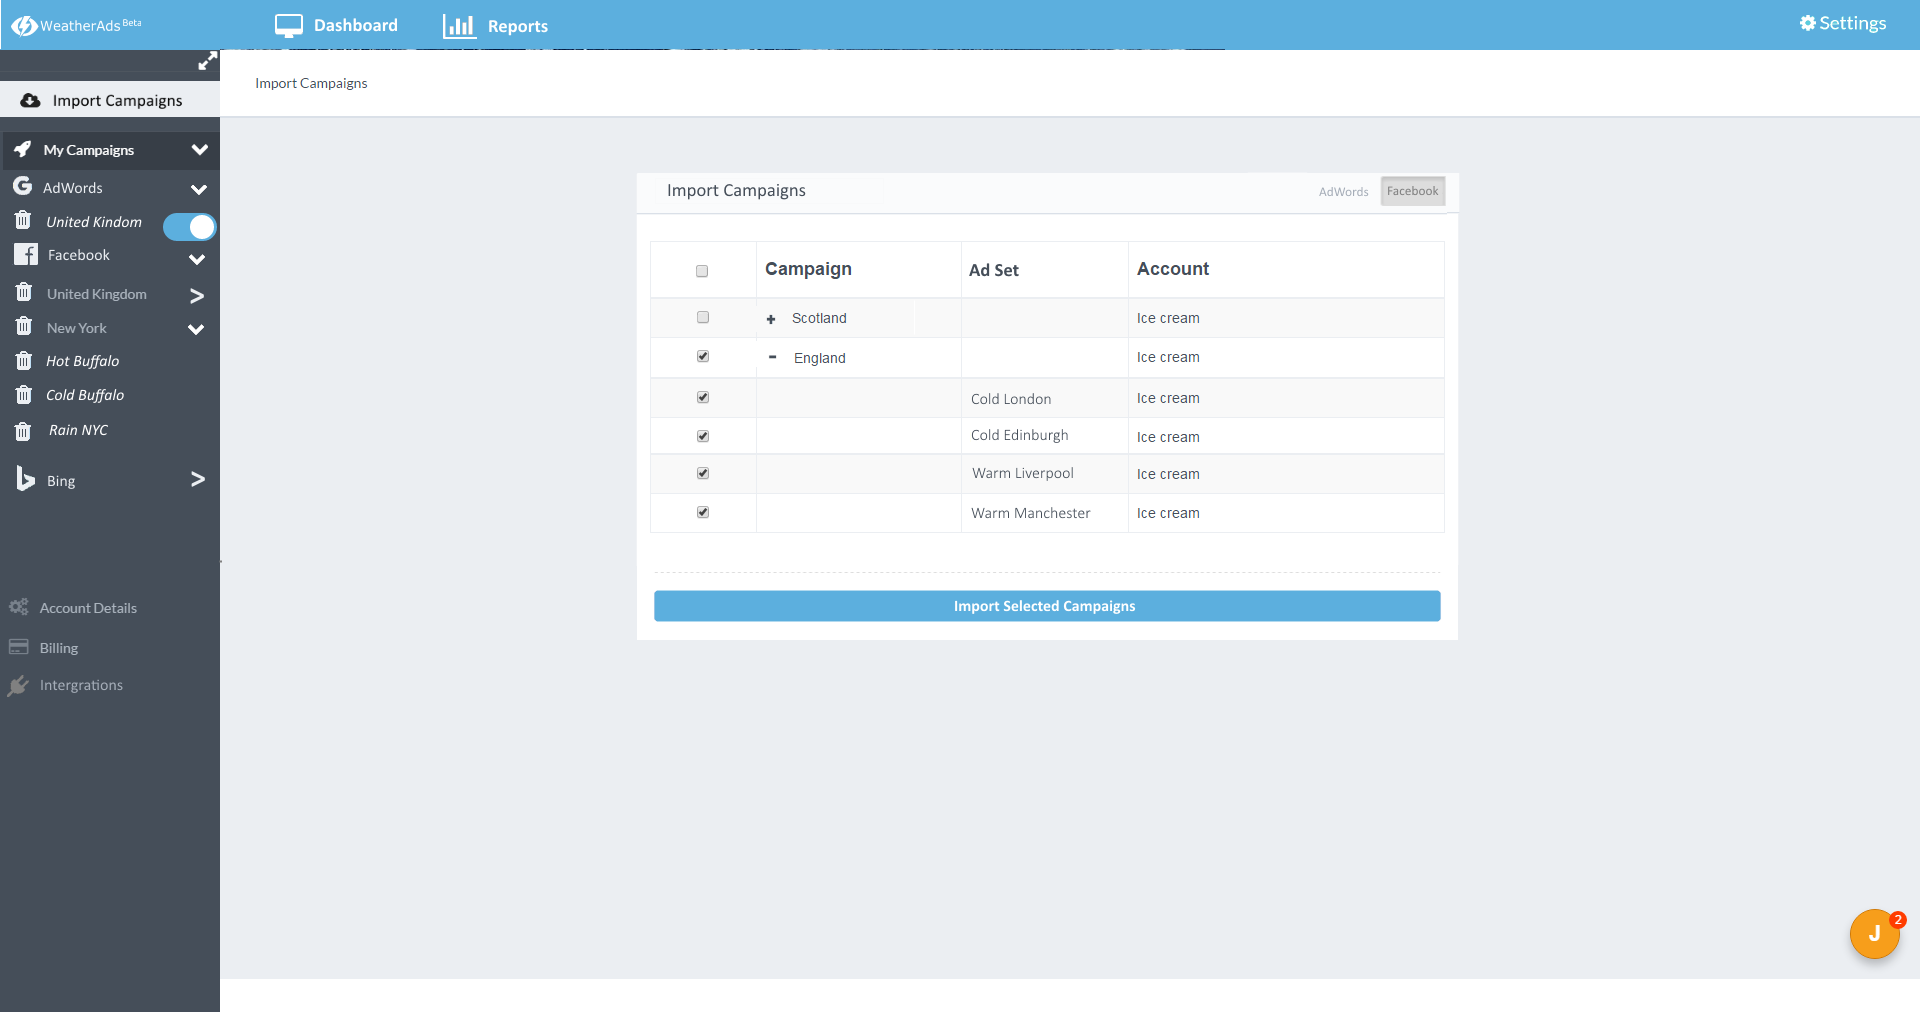 WeatherAds Beta
Dashboard
Reports
Settings
Import Campaigns
My Campaigns
AdWords
United Kindom
Facebook
United Kingdom
New York
Hot Buffalo
Cold Buffalo
Rain NYC
Bing
Account Details
Billing
Intergrations
Import Campaigns
Import Campaigns
AdWords
Facebook
Campaign Ad Set Account
+ Scotland Ice cream
- England Ice cream
Cold London Ice cream
Cold Edinburgh Ice cream
Warm Liverpool Ice cream
Warm Manchester Ice cream
Import Selected Campaigns
J
2